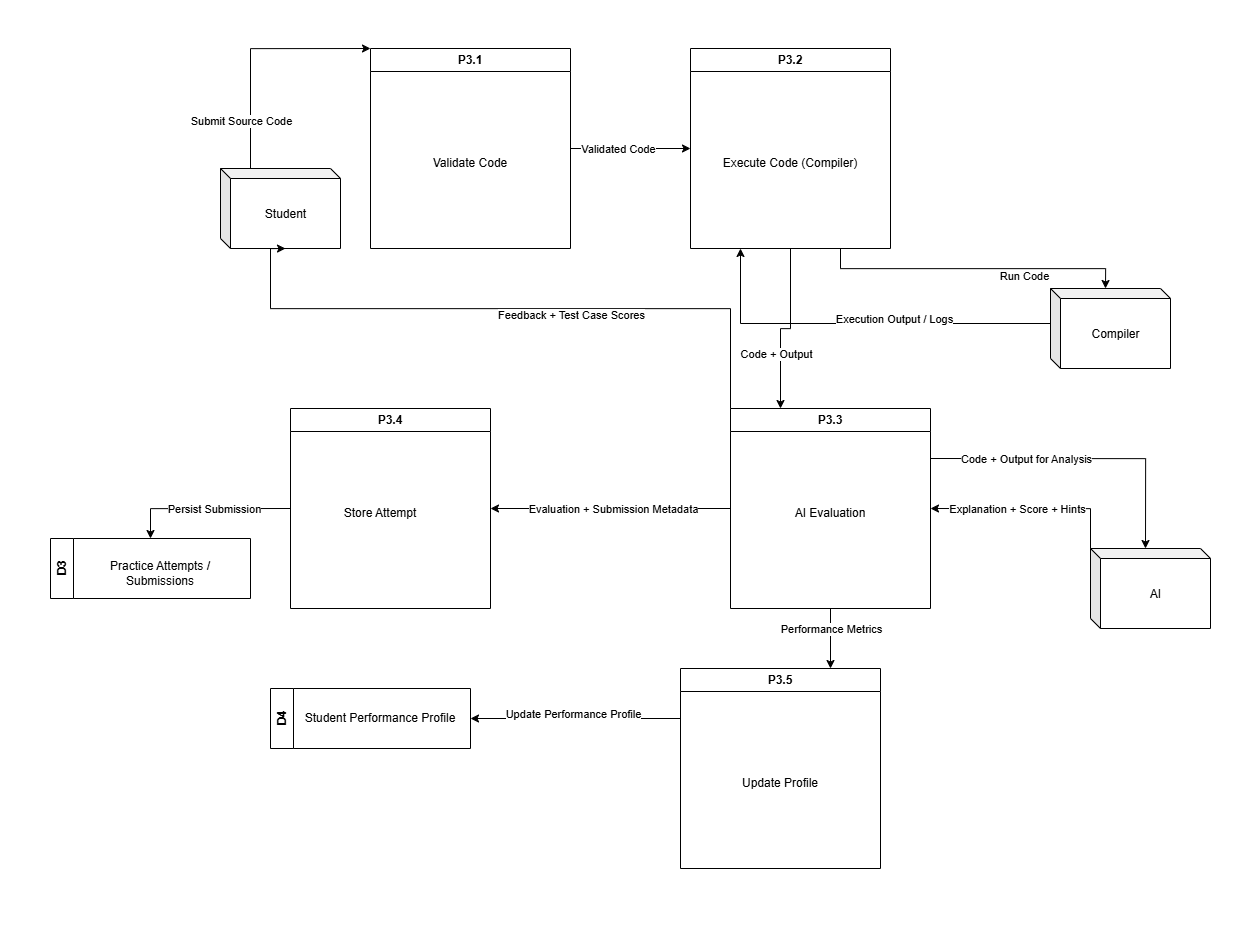 P3.1
P3.2
Submit Source Code
Validate Code
Validated Code
Execute Code (Compiler)
Student
Run Code
Feedback + Test Case Scores
Execution Output / Logs
Compiler
Code + Output
P3.4
P3.3
Code + Output for Analysis
Persist Submission
Store Attempt
Evaluation + Submission Metadata
AI Evaluation
Explanation + Score + Hints
D3
Practice Attempts /
Submissions
AI
Performance Metrics
P3.5
D4
Student Performance Profile
Update Performance Profile
Update Profile